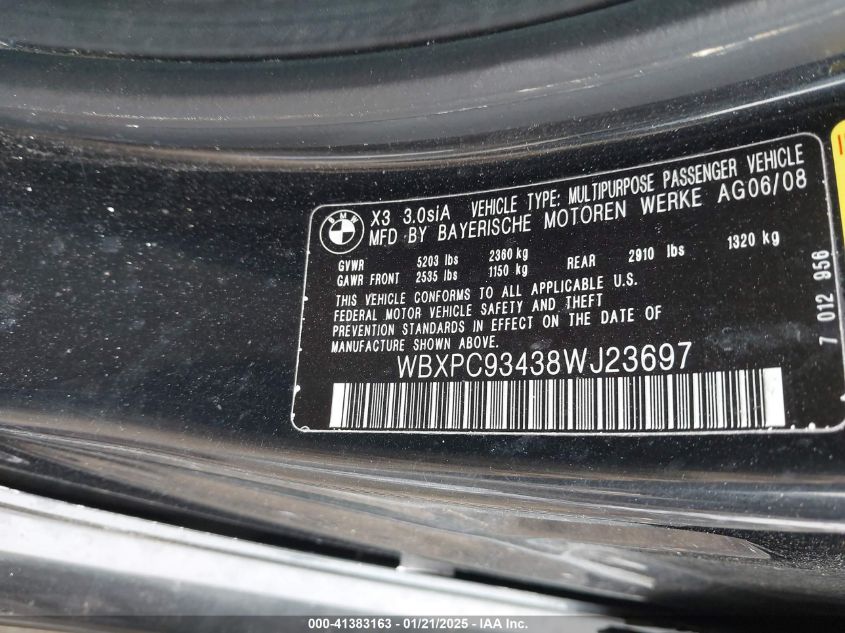 BMW
X3 3.0siA VEHICLE TYPE: MULTIPURPOSE PASSENGER VEHICLE
MFD BY BAYERISCHE MOTOREN WERKE AG06/08
GVWR 5203 lbs 2360 kg
GAWR FRONT 2535 lbs 1150 kg REAR 2910 lbs 1320 kg
THIS VEHICLE CONFORMS TO ALL APPLICABLE U.S.
FEDERAL MOTOR VEHICLE SAFETY AND THEFT
PREVENTION STANDARDS IN EFFECT ON THE DATE OF
MANUFACTURE SHOWN ABOVE.
WBXPC93438WJ23697
7 012 956
000-41383163 - 01/21/2025 - IAA Inc.